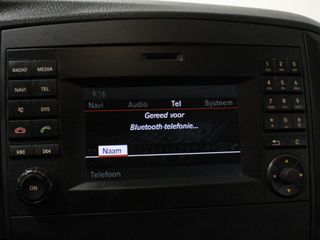 9:16
Navi Audio Tel Systeem
Gereed voor
Bluetooth-telefonie...
Naam
Telefoon
RADIO MEDIA
NAVI TEL
SYS
ON
1 2 3
4 5 6
7 8 9
* 0 #
C